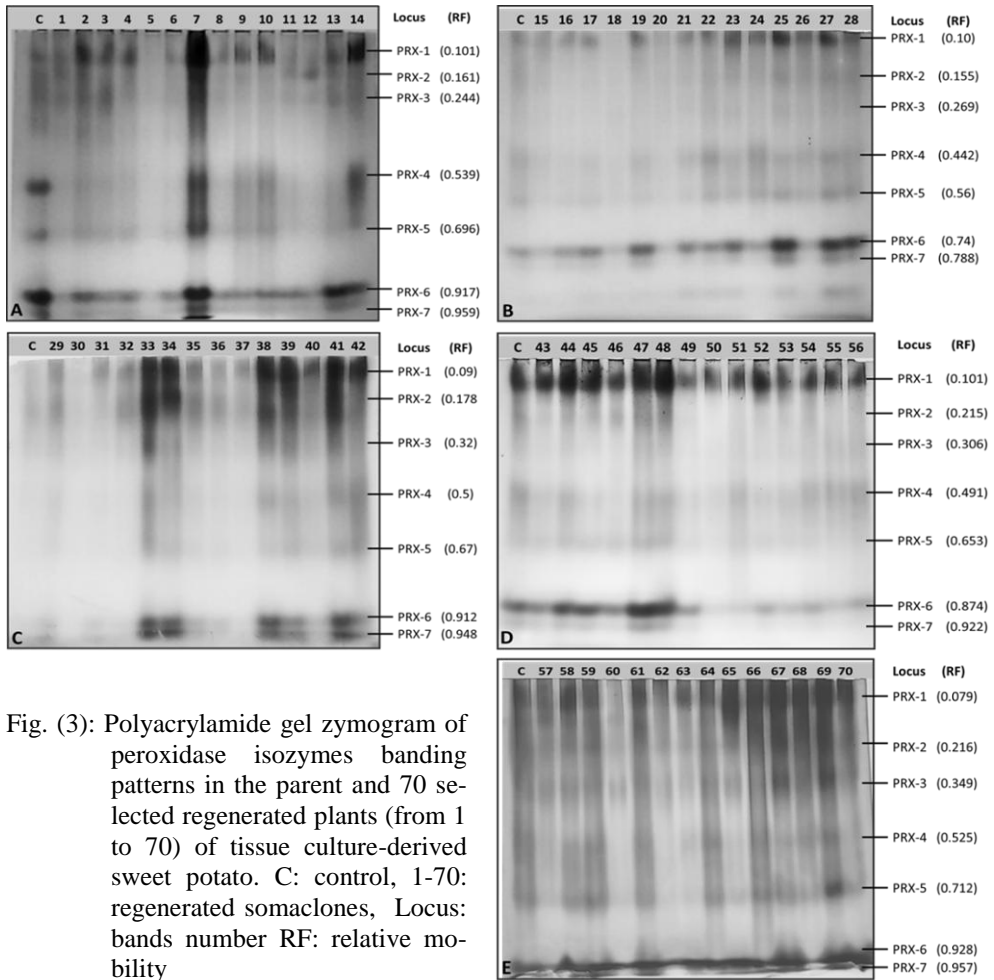 C 1 2 3 4 5 6 7 8 9 10 11 12 13 14 Locus (RF)
PRX-1 (0.101)
PRX-2 (0.161)
PRX-3 (0.244)
PRX-4 (0.539)
PRX-5 (0.696)
PRX-6 (0.917)
PRX-7 (0.959)
A
C 15 16 17 18 19 20 21 22 23 24 25 26 27 28 Locus (RF)
PRX-1 (0.10)
PRX-2 (0.155)
PRX-3 (0.269)
PRX-4 (0.442)
PRX-5 (0.56)
PRX-6 (0.74)
PRX-7 (0.788)
B
C 29 30 31 32 33 34 35 36 37 38 39 40 41 42 Locus (RF)
PRX-1 (0.09)
PRX-2 (0.178)
PRX-3 (0.32)
PRX-4 (0.5)
PRX-5 (0.67)
PRX-6 (0.912
PRX-7 (0.948
C
C 43 44 45 46 47 48 49 50 51 52 53 54 55 56 Locus (RF)
PRX-1 (0.101)
PRX-2 (0.215)
PRX-3 (0.306)
PRX-4 (0.491)
PRX-5 (0.653)
PRX-6 (0.874)
PRX-7 (0.922)
D
C 57 58 59 60 61 62 63 64 65 66 67 68 69 70 Locus (RF)
PRX-1 (0.079)
PRX-2 (0.216)
PRX-3 (0.349)
PRX-4 (0.525)
PRX-5 (0.712)
PRX-6 (0.928)
PRX-7 (0.957)
E
Fig. (3): Polyacrylamide gel zymogram of
peroxidase isozymes banding
patterns in the parent and 70 se-
lected regenerated plants (from 1
to 70) of tissue culture-derived
sweet potato. C: control, 1-70:
regenerated somaclones, Locus:
bands number RF: relative mo-
bility